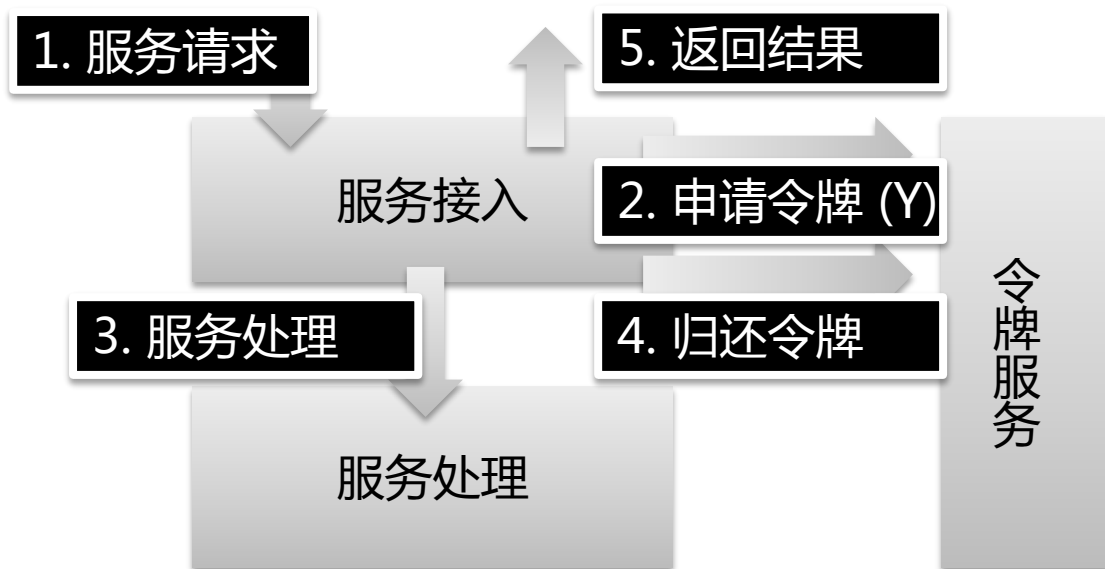 1. 服务请求
5. 返回结果
服务接入
2. 申请令牌 (Y)
3. 服务处理
4. 归还令牌
令牌服务
服务处理